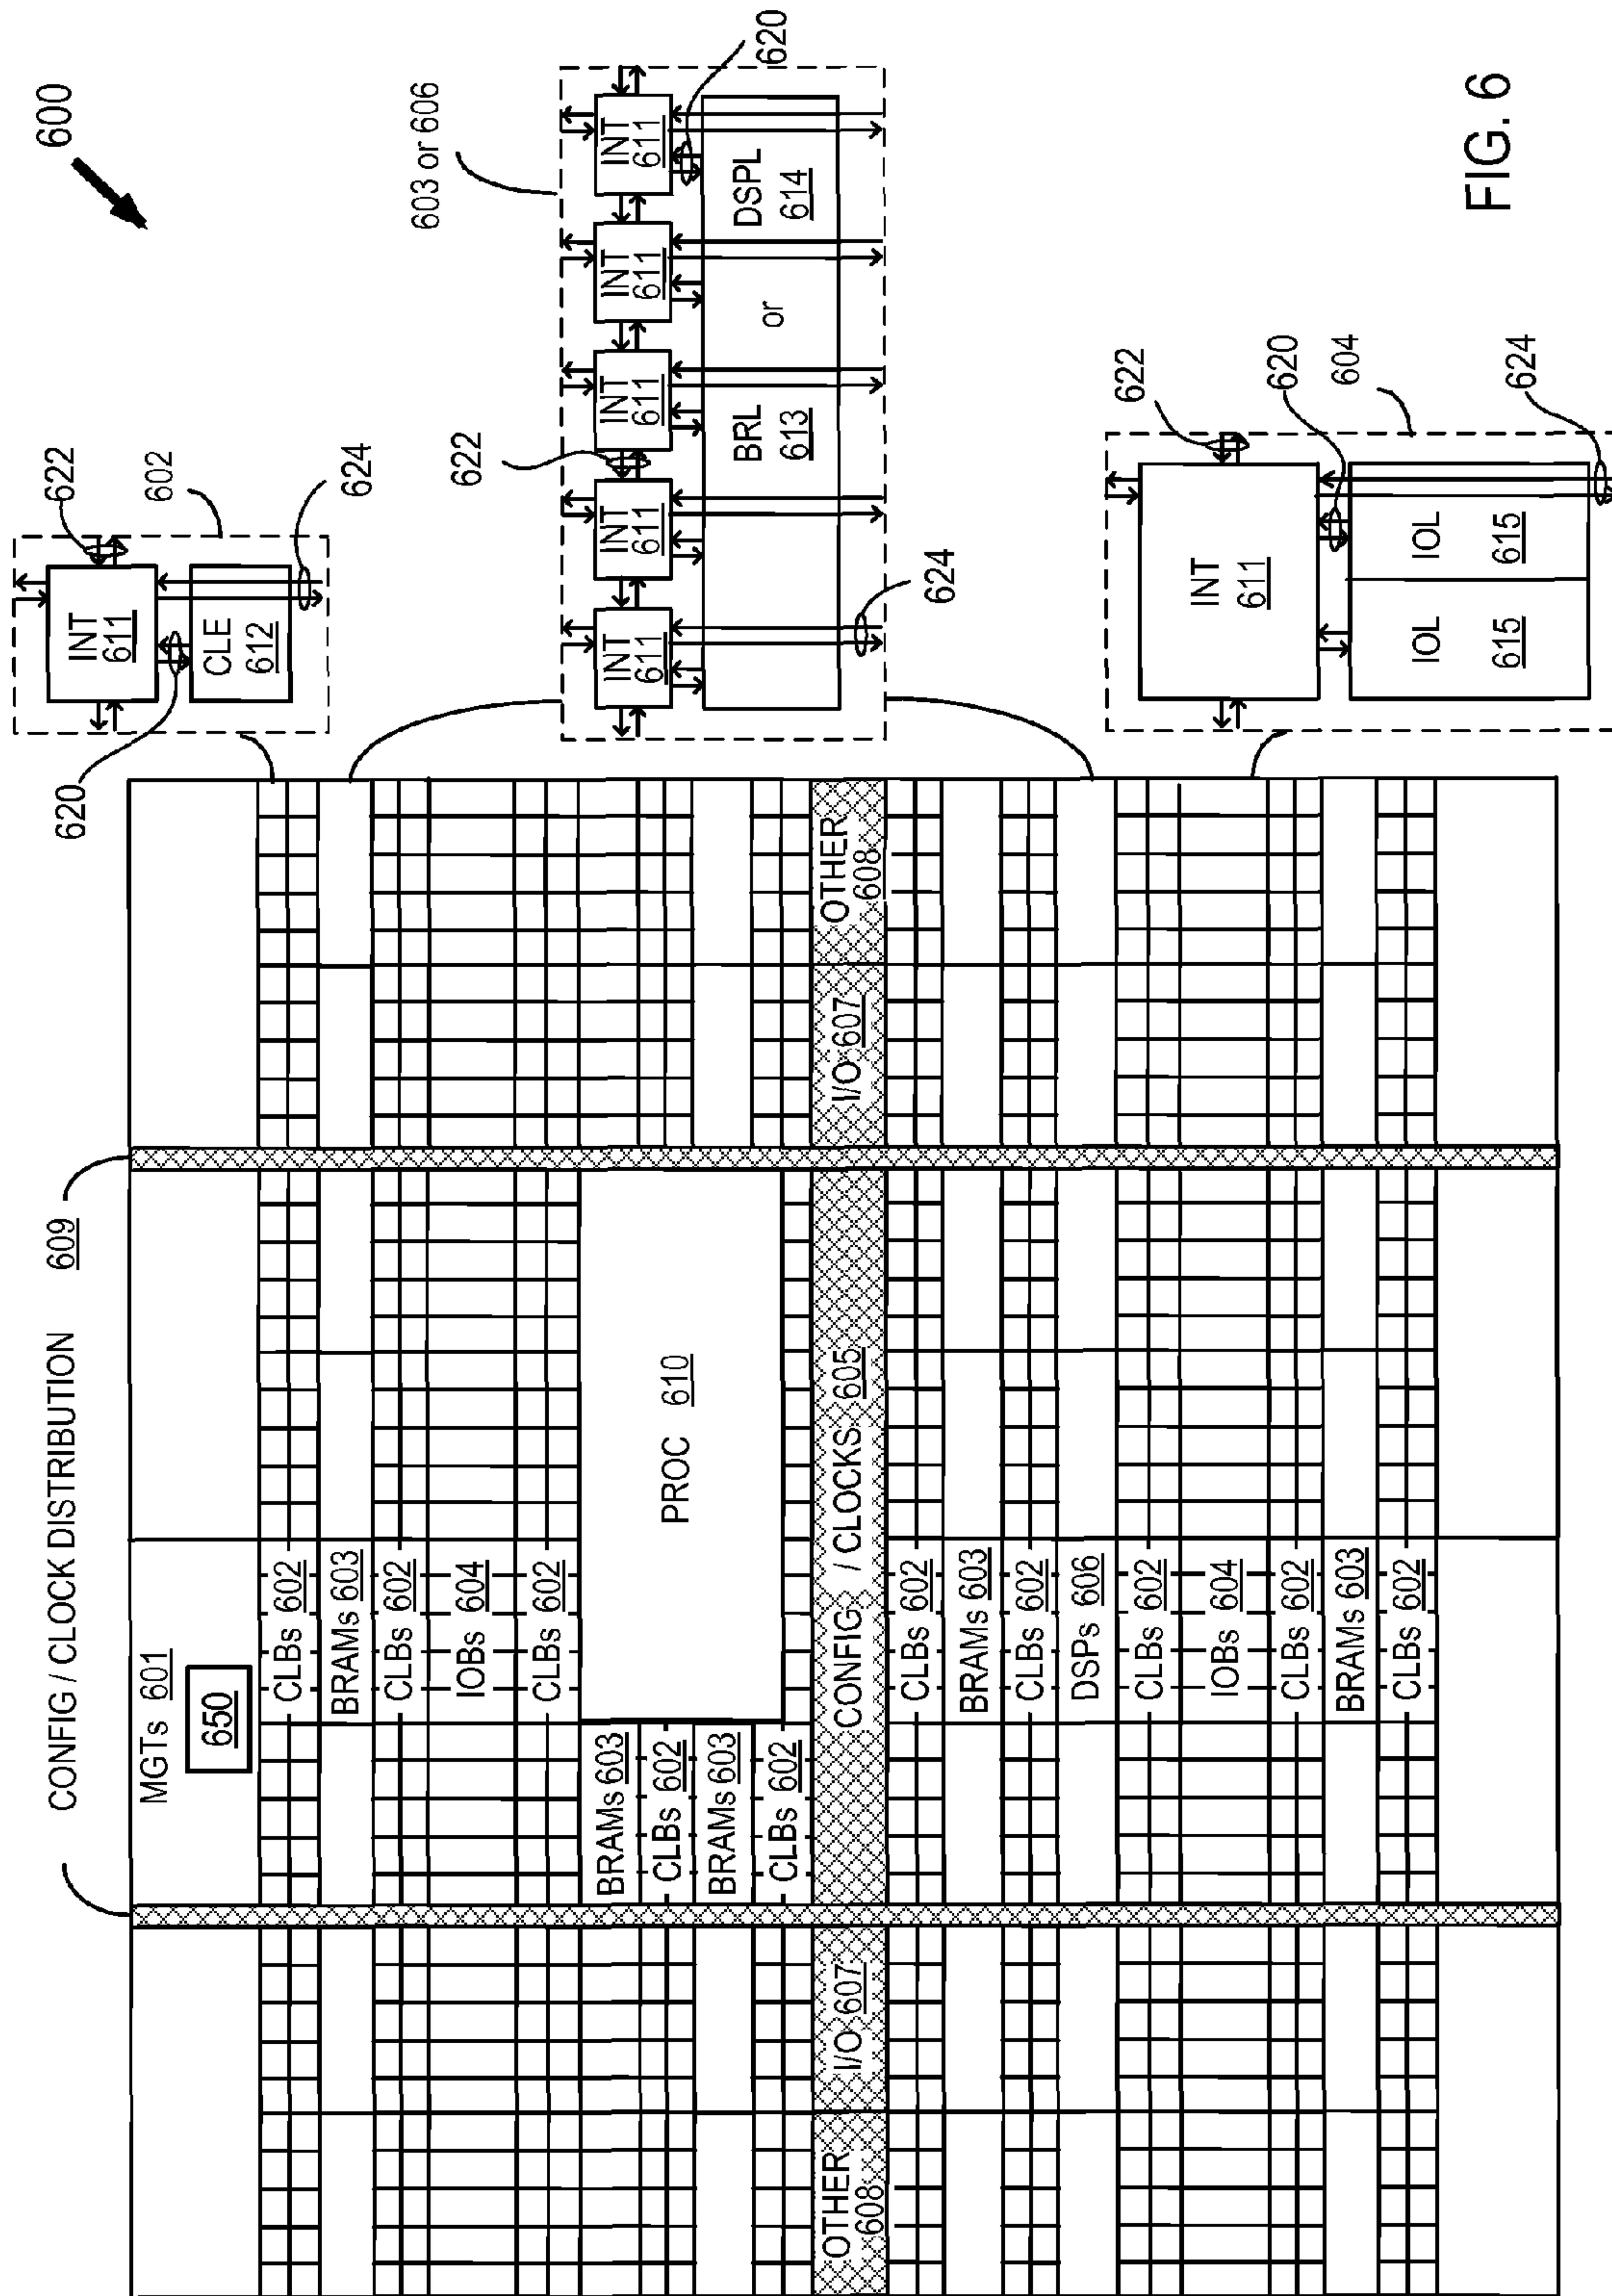 600
CONFIG / CLOCK DISTRIBUTION 609
MGTs 601
650
CLBs 602
BRAMs 603
CLBs 602
IOBs 604
CLBs 602
PROC 610
BRAMs 603
CLBs 602
BRAMs 603
CLBs 602
OTHER
608
I/O 607
CONFIG / CLOCKS 605
I/O 607
OTHER
608
CLBs 602
BRAMs 603
CLBs 602
DSPs 606
CLBs 602
IOBs 604
CLBs 602
BRAMs 603
CLBs 602
620
INT
611
CLE
612
622
602
624
603 or 606
INT
611
INT
611
INT
611
INT
611
INT
611
622
620
BRL
613
or
DSPL
614
624
INT
611
622
620
604
IOL
615
IOL
615
624
FIG. 6